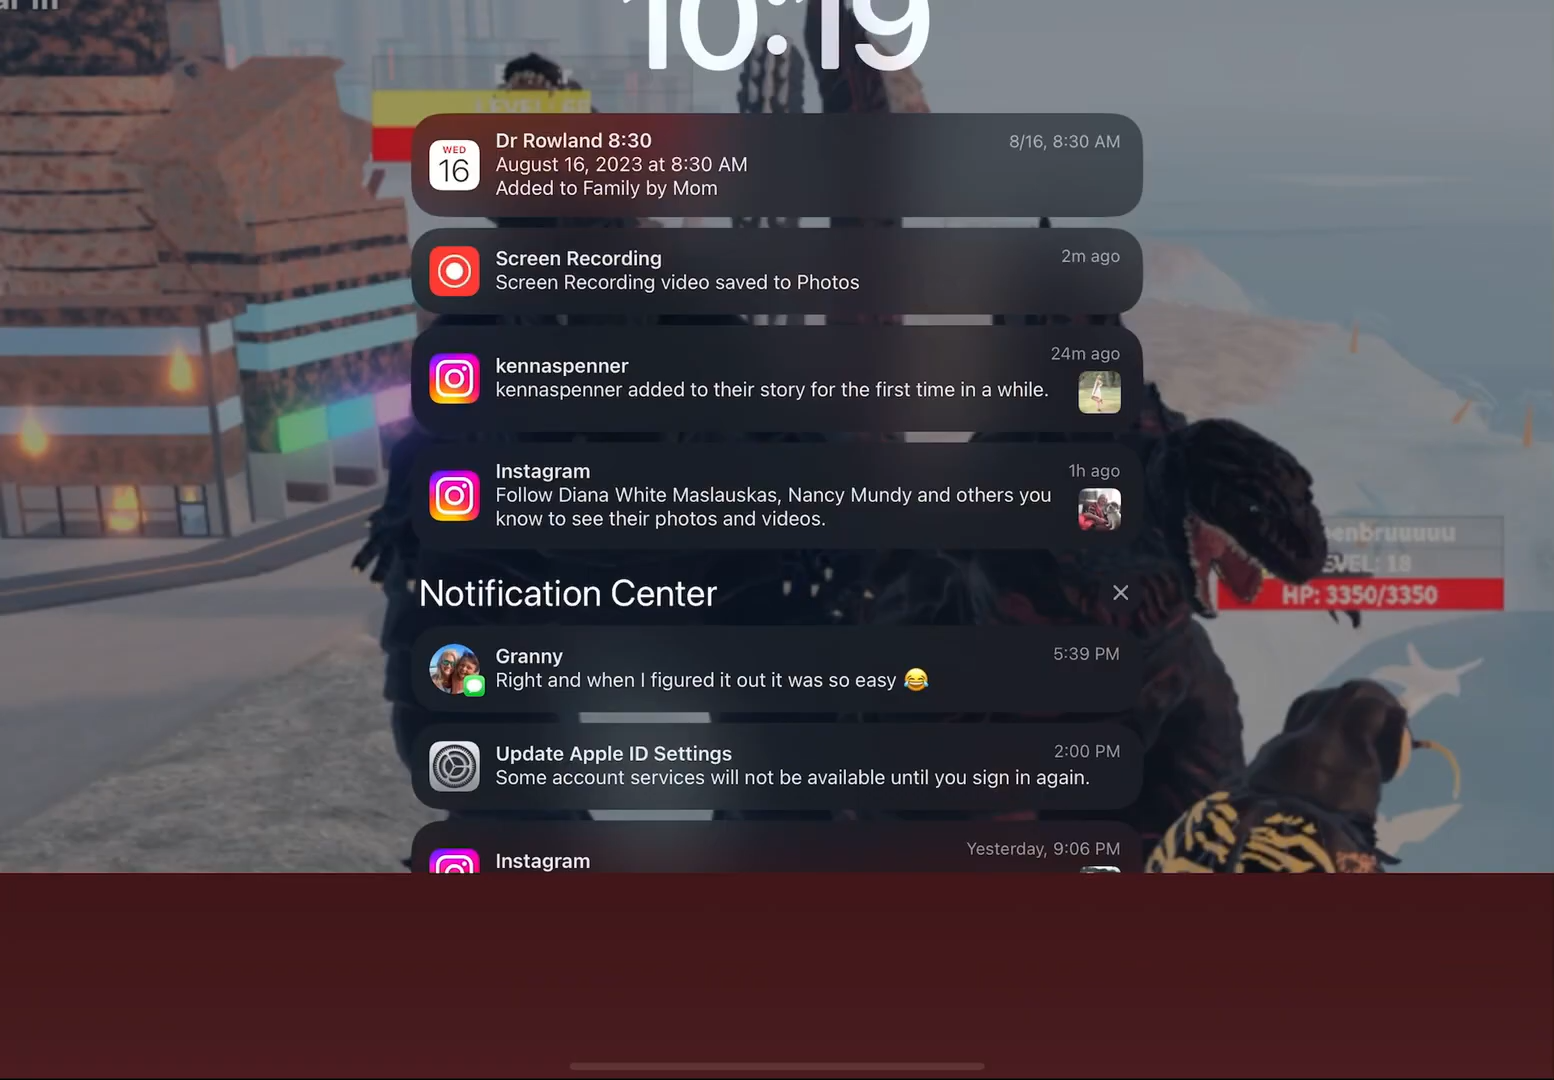 10:19
Dr Rowland 8:30
8/16, 8:30 AM
August 16, 2023 at 8:30 AM
Added to Family by Mom
WED
16
Screen Recording
2m ago
Screen Recording video saved to Photos
24m ago
kennaspenner
kennaspenner added to their story for the first time in a while.
Instagram
1h ago
Follow Diana White Maslauskas, Nancy Mundy and others you
know to see their photos and videos.
enbruuuuu
LEVEL: 18
HP: 3350/3350
Notification Center
Granny
5:39 PM
Right and when I figured it out it was so easy 😂
Update Apple ID Settings
2:00 PM
Some account services will not be available until you sign in again.
Yesterday, 9:06 PM
Instagram